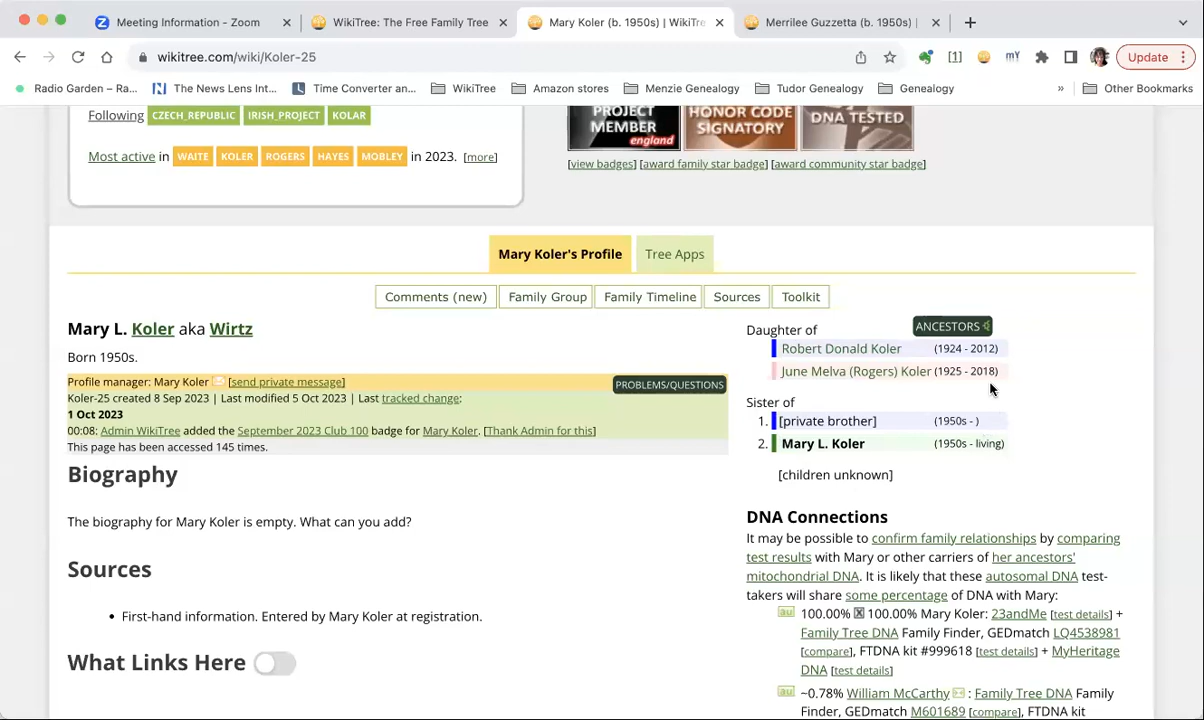 Meeting Information - Zoom
WikiTree: The Free Family Tree
Mary Koler (b. 1950s) | WikiTre
Merrilee Guzzetta (b. 1950s) |
wikitree.com/wiki/Koler-25
[1]
mY
Update
Radio Garden – Ra...
The News Lens Int...
Time Converter an...
WikiTree
Amazon stores
Menzie Genealogy
Tudor Genealogy
Genealogy
»
Other Bookmarks
Following CZECH_REPUBLIC IRISH_PROJECT KOLAR
Most active in WAITE KOLER ROGERS HAYES MOBLEY in 2023. [more]
PROJECT
MEMBER england
HONOR CODE
SIGNATORY
DNA TESTED
[view badges] [award family star badge] [award community star badge]
Mary Koler's Profile
Tree Apps
Comments (new)
Family Group
Family Timeline
Sources
Toolkit
Mary L. Koler aka Wirtz
Born 1950s.
Profile manager: Mary Koler [send private message]
PROBLEMS/QUESTIONS
Koler-25 created 8 Sep 2023 | Last modified 5 Oct 2023 | Last tracked change:
1 Oct 2023
00:08: Admin WikiTree added the September 2023 Club 100 badge for Mary Koler. [Thank Admin for this]
This page has been accessed 145 times.
Biography
The biography for Mary Koler is empty. What can you add?
Sources
• First-hand information. Entered by Mary Koler at registration.
What Links Here
Daughter of
ANCESTORS
Robert Donald Koler (1924 - 2012)
June Melva (Rogers) Koler (1925 - 2018)
Sister of
1. [private brother] (1950s - )
2. Mary L. Koler (1950s - living)
[children unknown]
DNA Connections
It may be possible to confirm family relationships by comparing
test results with Mary or other carriers of her ancestors'
mitochondrial DNA. It is likely that these autosomal DNA test-
takers will share some percentage of DNA with Mary:
au 100.00% X 100.00% Mary Koler: 23andMe [test details] +
Family Tree DNA Family Finder, GEDmatch LQ4538981
[compare], FTDNA kit #999618 [test details] + MyHeritage
DNA [test details]
au ~0.78% William McCarthy : Family Tree DNA Family
Finder, GEDmatch M601689 [compare], FTDNA kit